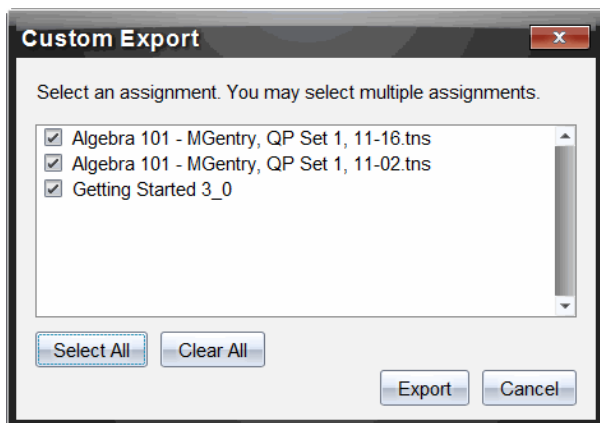 Custom Export
x
Select an assignment. You may select multiple assignments.
Algebra 101 - MGentry, QP Set 1, 11-16.tns
Algebra 101 - MGentry, QP Set 1, 11-02.tns
Getting Started 3_0
Select All Clear All
Export Cancel